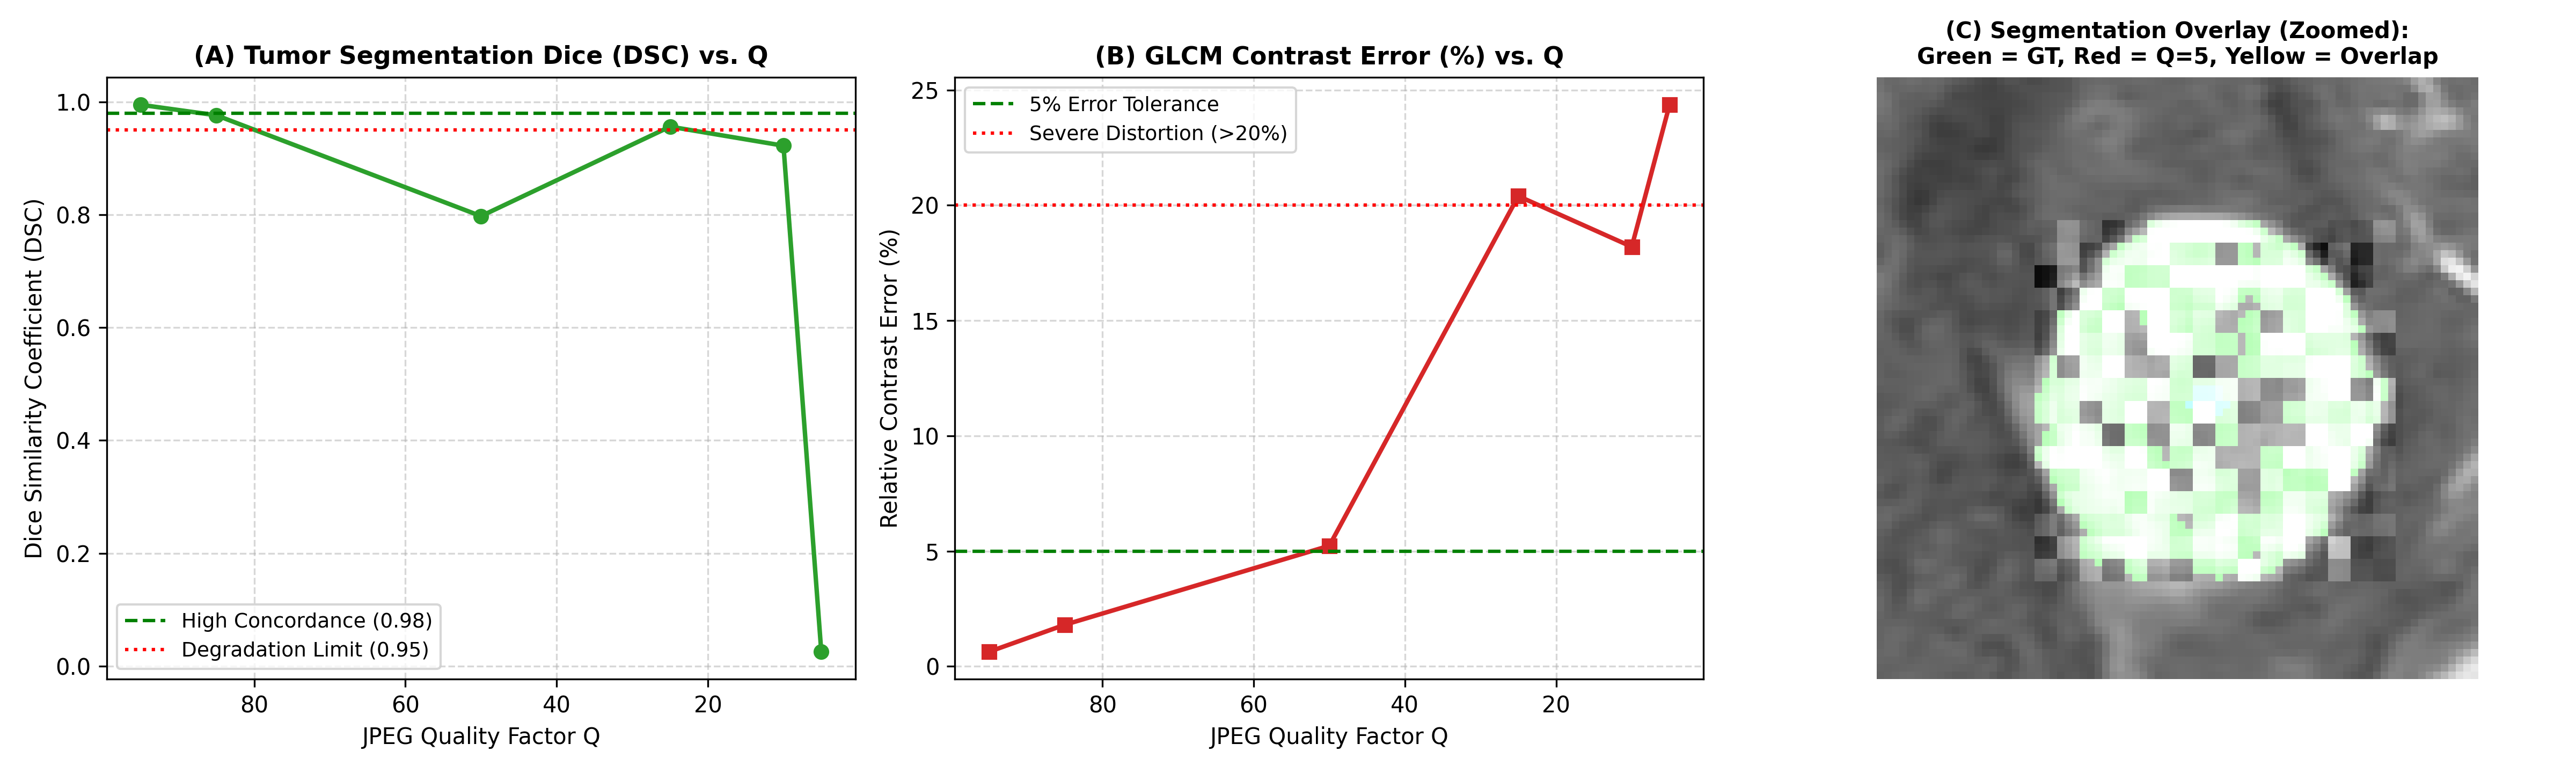 (A) Tumor Segmentation Dice (DSC) vs. Q
Dice Similarity Coefficient (DSC)
1.0
0.8
0.6
0.4
0.2
0.0
High Concordance (0.98)
Degradation Limit (0.95)
80
60
40
20
JPEG Quality Factor Q
(B) GLCM Contrast Error (%) vs. Q
Relative Contrast Error (%)
25
20
15
10
5
0
5% Error Tolerance
Severe Distortion (>20%)
80
60
40
20
JPEG Quality Factor Q
(C) Segmentation Overlay (Zoomed):
Green = GT, Red = Q=5, Yellow = Overlap